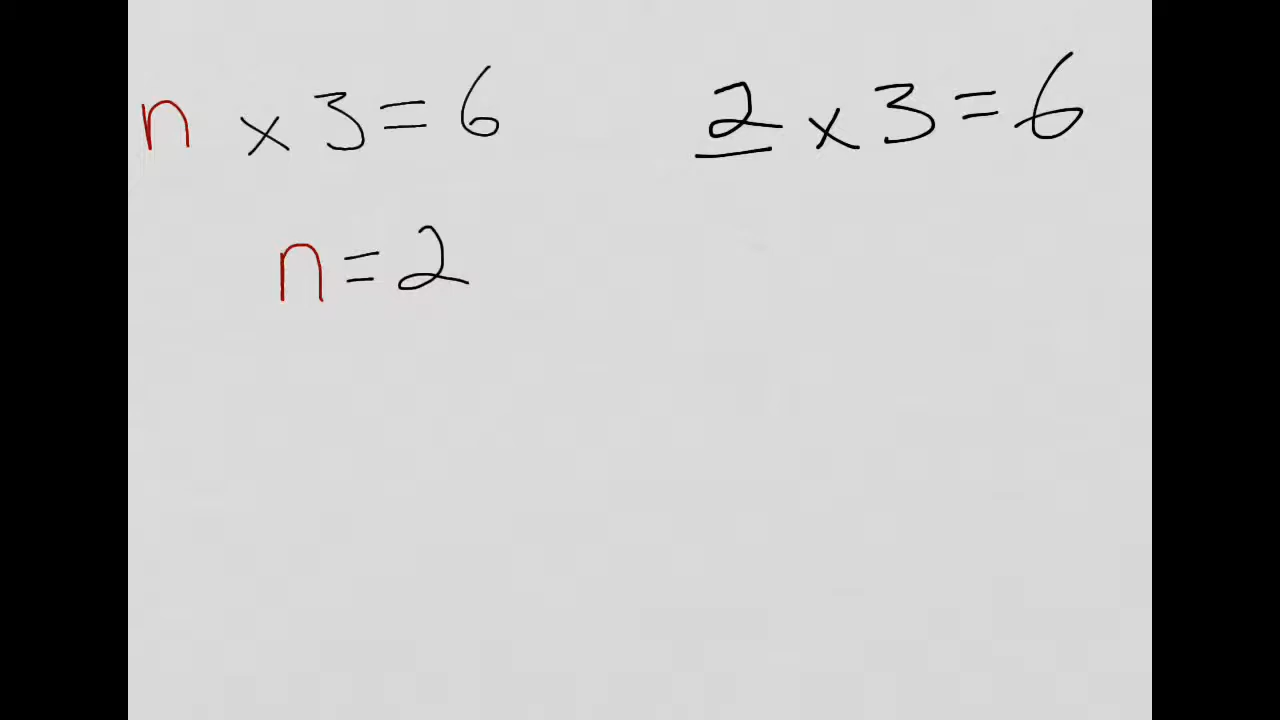 n x 3 = 6
2 x 3 = 6
n = 2